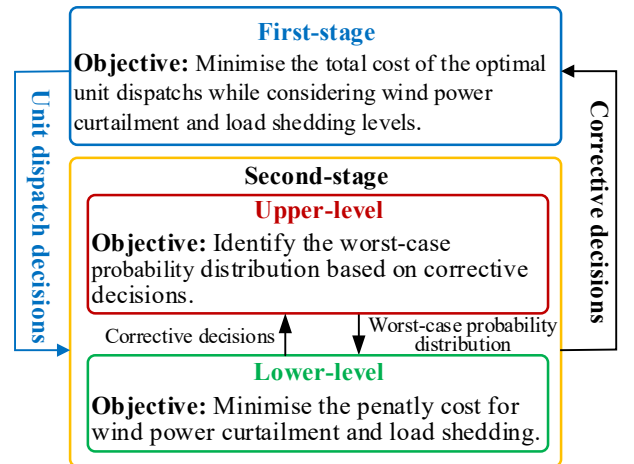 First-stage
Objective: Minimise the total cost of the optimal
unit dispatchs while considering wind power
curtailment and load shedding levels.
Unit dispatch decisions
Corrective decisions
Second-stage
Upper-level
Objective: Identify the worst-case
probability distribution based on corrective
decisions.
Corrective decisions
Worst-case probability
distribution
Lower-level
Objective: Minimise the penatly cost for
wind power curtailment and load shedding.